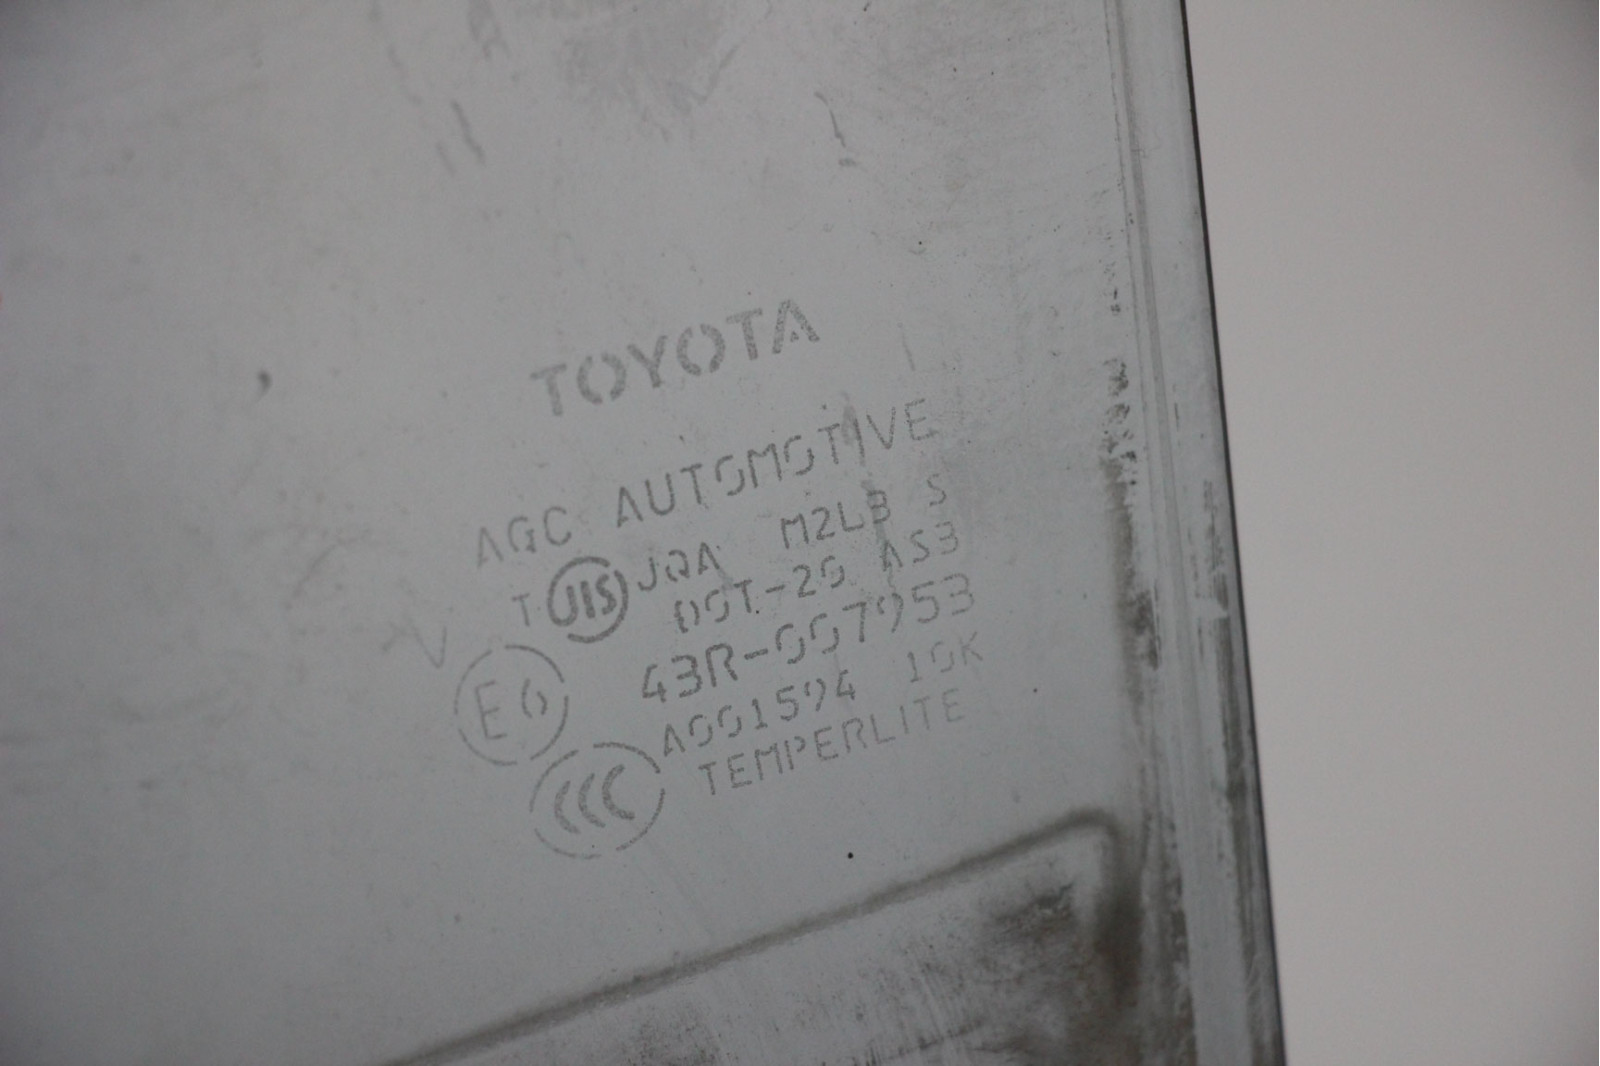 TOYOTA
AGC AUTOMOTIVE
T JIS JQA M2LB S
DOT-20 AS3
E6 43R-007953
A001594 10K
CCC TEMPERLITE